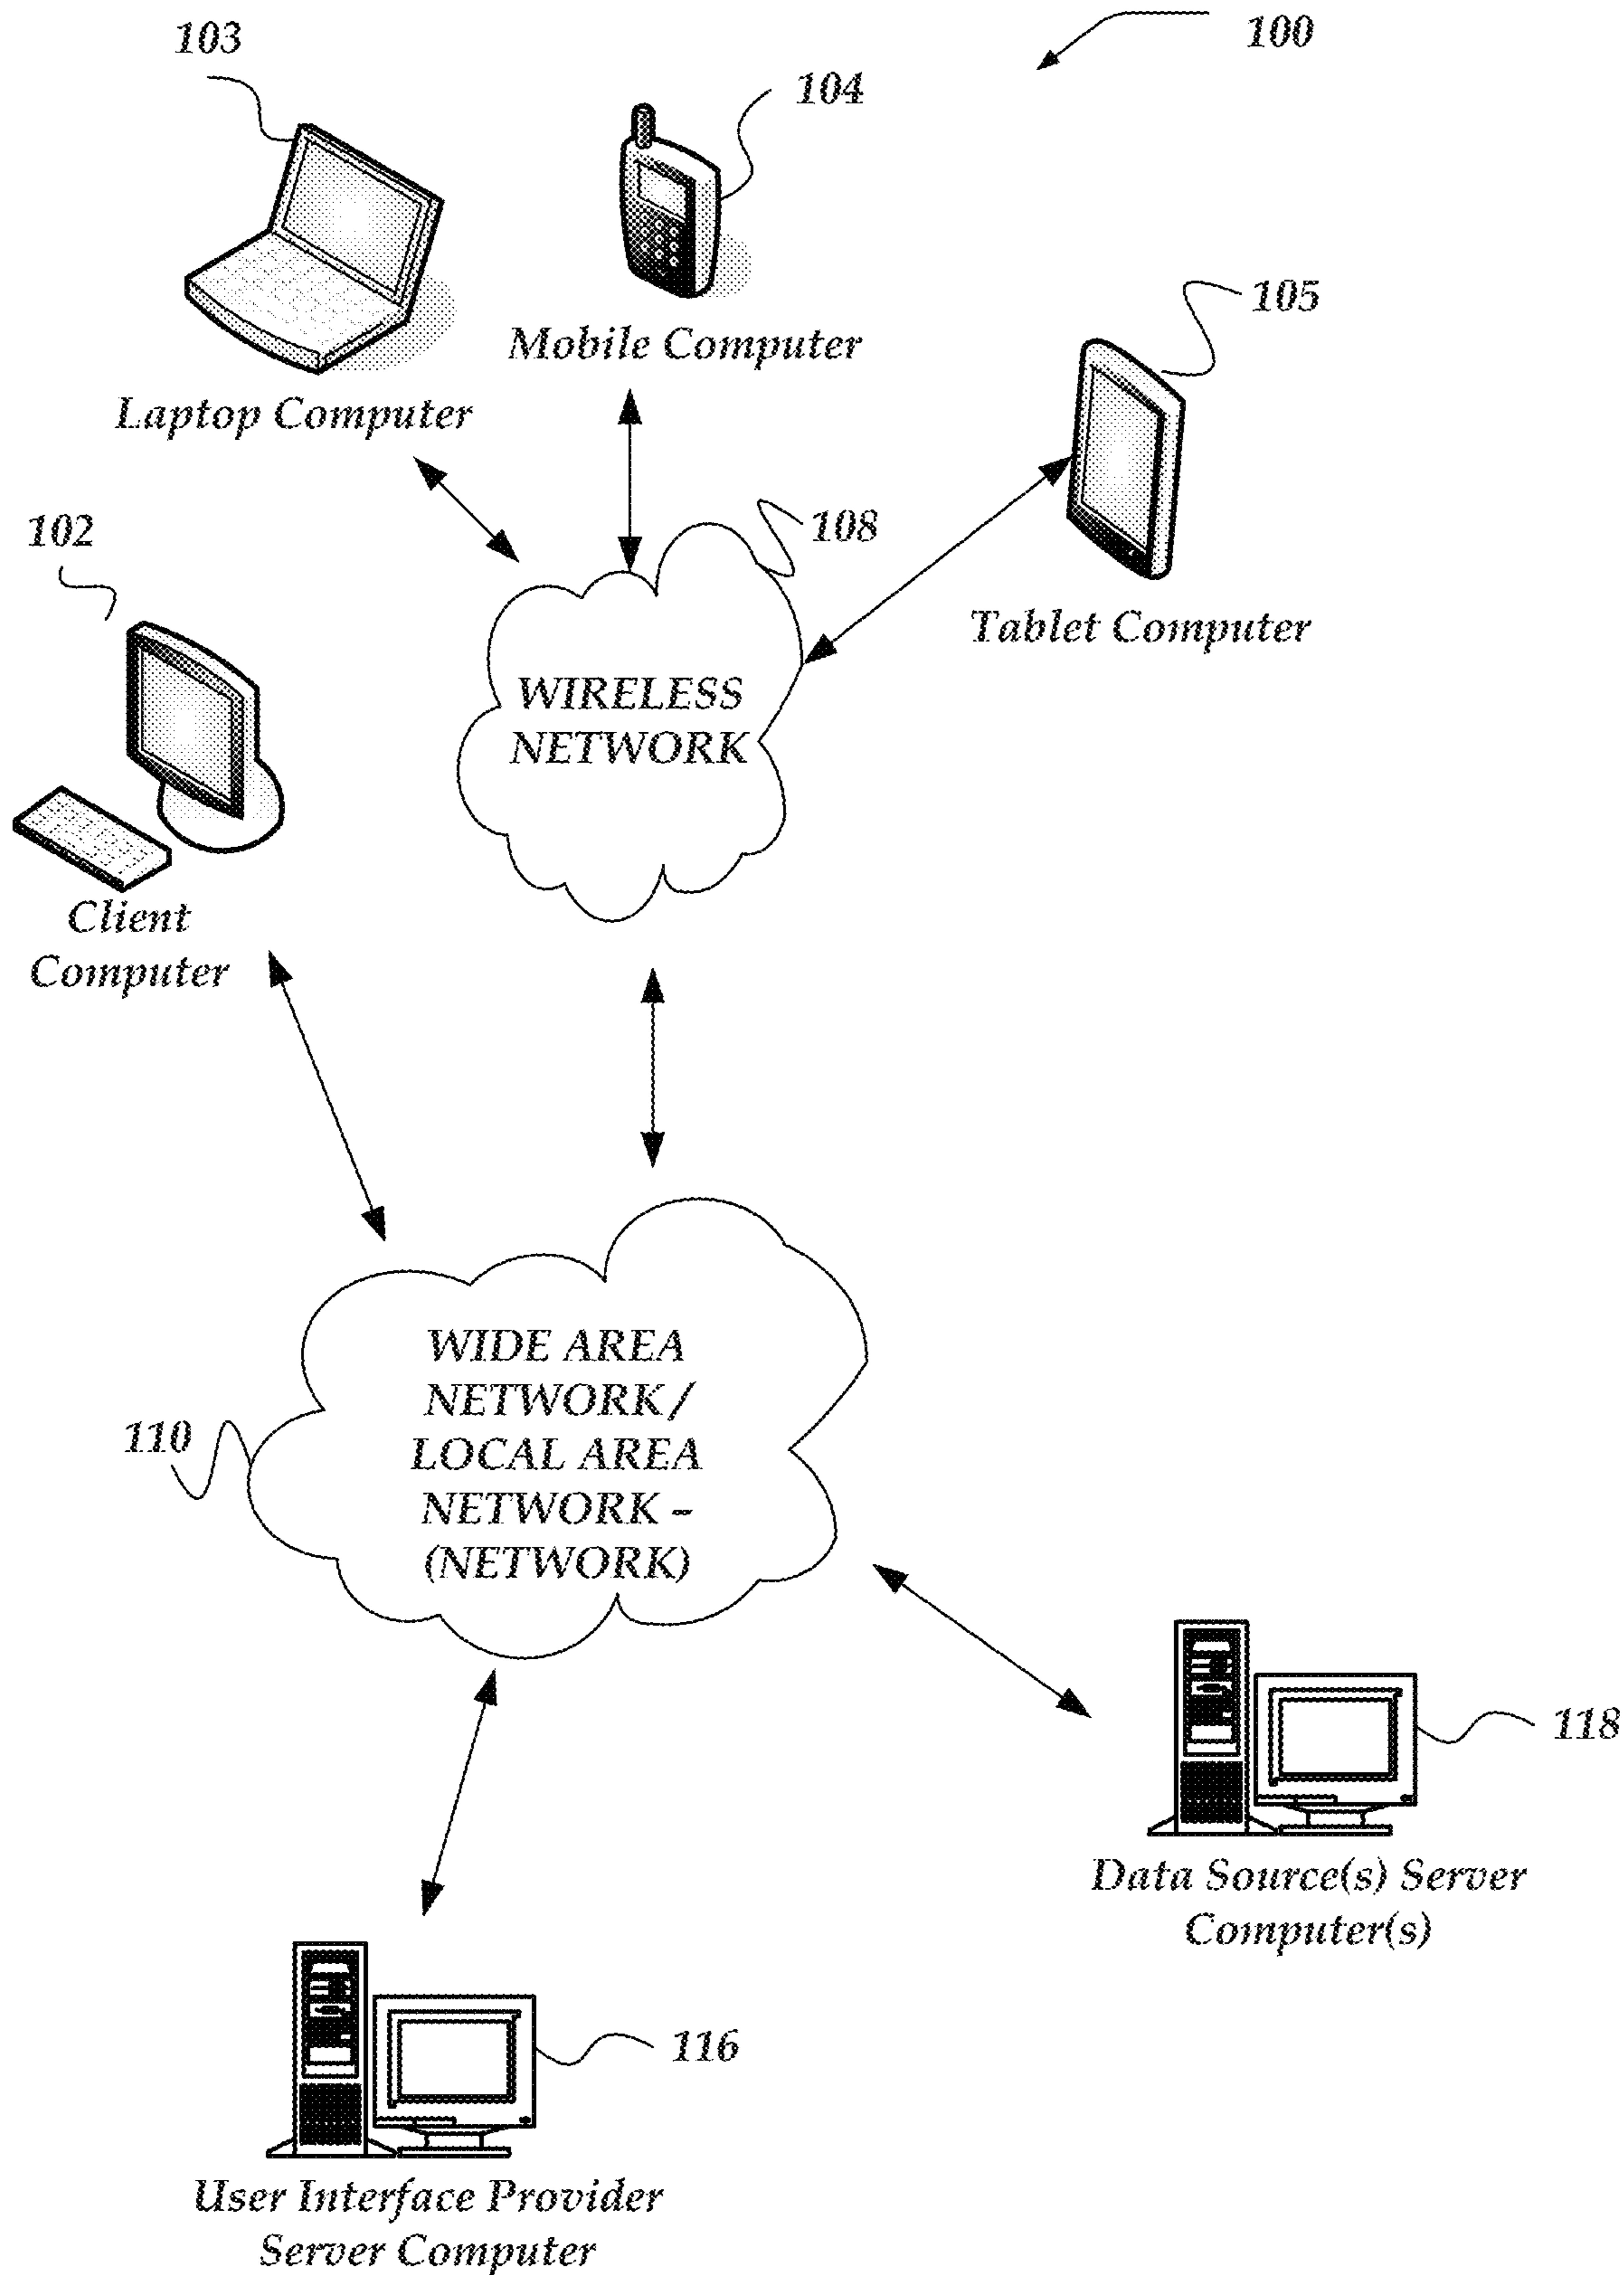 103
100
104
Mobile Computer
105
Laptop Computer
108
102
Tablet Computer
WIRELESS
NETWORK
Client
Computer
WIDE AREA
NETWORK /
LOCAL AREA
NETWORK –
(NETWORK)
110
118
Data Source(s) Server
Computer(s)
116
User Interface Provider
Server Computer